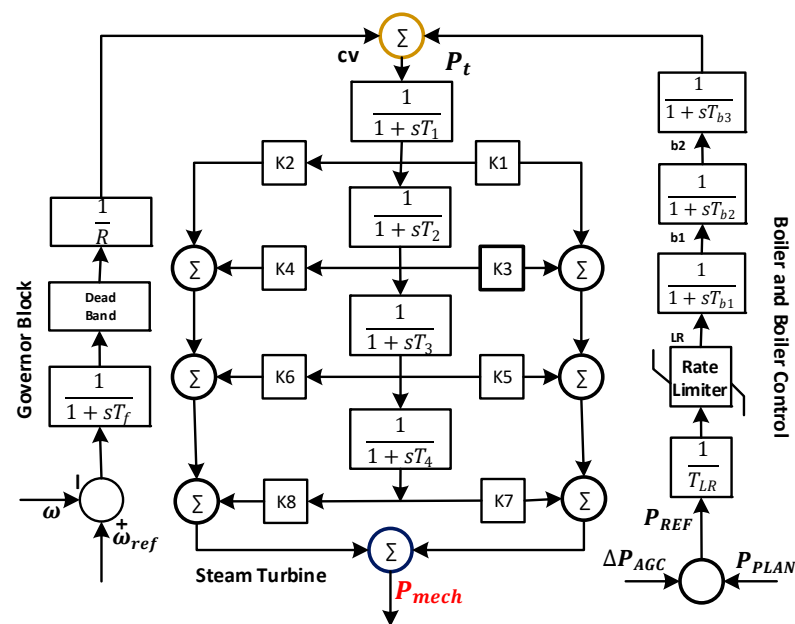 Σ
cv
P_t
1
1 + sT_1
1
1 + sT_b3
K2
K1
b2
1
1 + sT_2
1
1 + sT_b2
1
R
b1
Σ
K4
K3
Σ
Dead
Band
1
1 + sT_3
1
1 + sT_b1
LR
Rate
Limiter
Σ
K6
K5
Σ
1
1 + sT_f
1
1 + sT_4
1
T_LR
I
K8
K7
Σ
Σ
ω
+
ω_ref
P_REF
Σ
Steam Turbine
P_mech
ΔP_AGC
P_PLAN
Governor Block
Boiler and Boiler Control